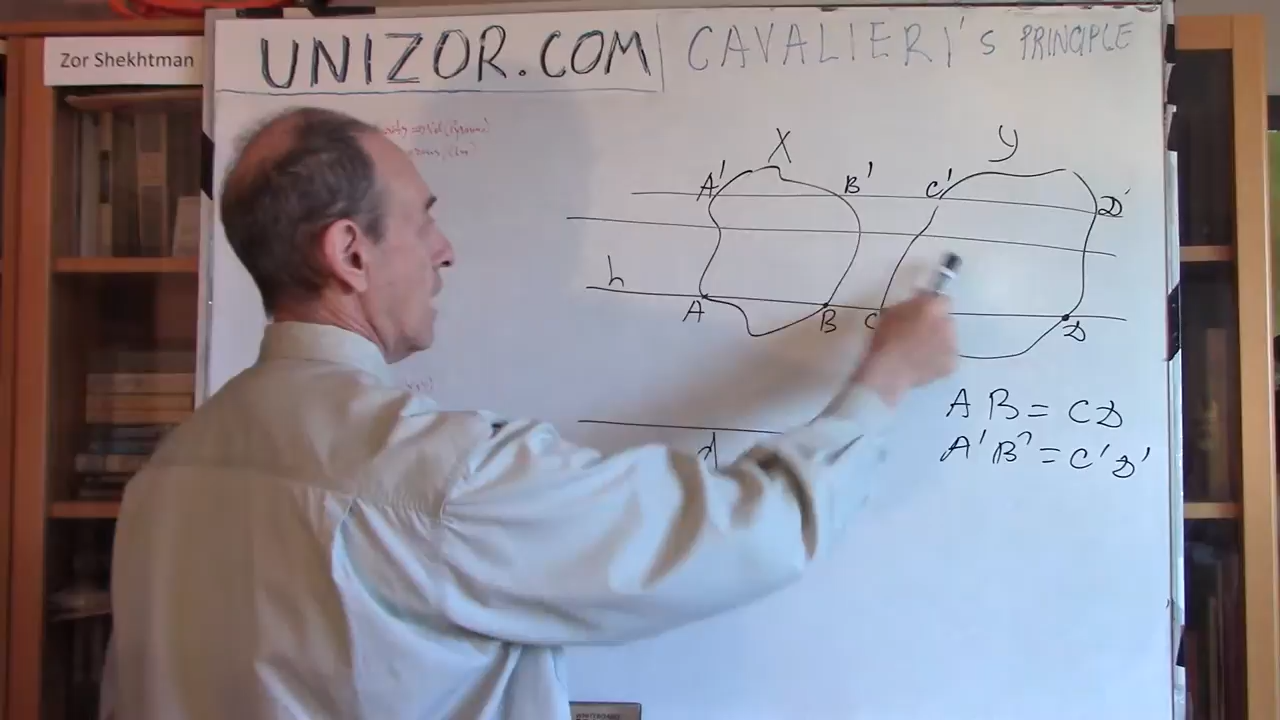 Zor Shekhtman
UNIZOR.COM
CAVALIERI's PRINCIPLE
X
y
A'
B'
C'
D'
h
A
B
C
D
AB = CD
A'B' = C'D'
d